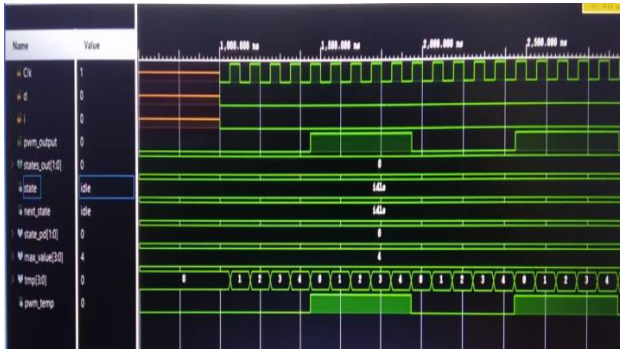 Name Value
1,000.000 ns 1,500.000 ns 2,000.000 ns 2,500.000 ns
Clk 1
d 0
i 0
pwm_output 0
states_out[1:0] 0 0
state idle idle
next_state idle idle
state_pd[1:0] 0 0
max_value[3:0] 4 4
tmp[3:0] 0 0 1 2 3 4 0 1 2 3 4 0 1 2 3 4 0 1 2 3 4
pwm_temp 0